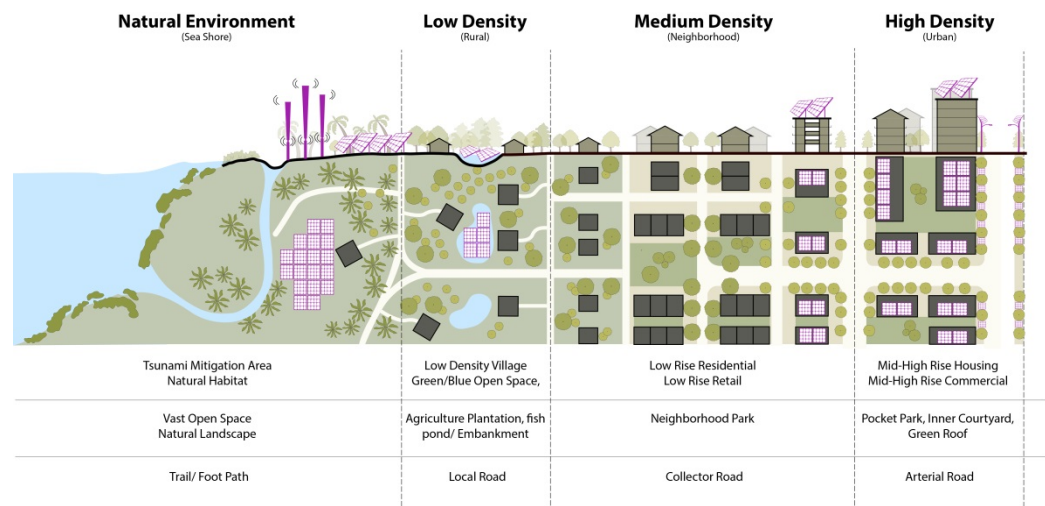 Natural Environment
(Sea Shore)
Low Density
(Rural)
Medium Density
(Neighborhood)
High Density
(Urban)
Tsunami Mitigation Area
Natural Habitat
Low Density Village
Green/Blue Open Space,
Low Rise Residential
Low Rise Retail
Mid-High Rise Housing
Mid-High Rise Commercial
Vast Open Space
Natural Landscape
Agriculture Plantation, fish
pond/ Embankment
Neighborhood Park
Pocket Park, Inner Courtyard,
Green Roof
Trail/ Foot Path
Local Road
Collector Road
Arterial Road